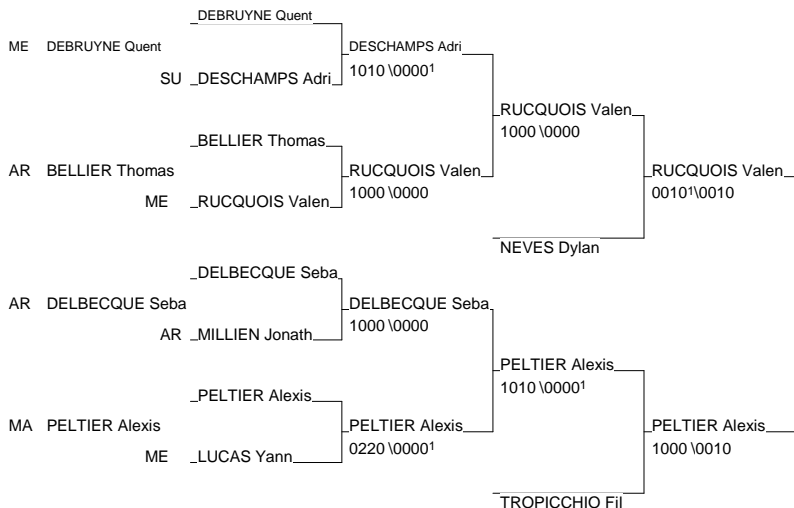 DEBRUYNE Quent
ME DEBRUYNE Quent DESCHAMPS Adri
SU DESCHAMPS Adri 1010 \0000¹
RUCQUOIS Valen
1000 \0000
BELLIER Thomas
AR BELLIER Thomas RUCQUOIS Valen RUCQUOIS Valen
ME RUCQUOIS Valen 1000 \0000 0010¹\0010
NEVES Dylan
DELBECQUE Seba
AR DELBECQUE Seba DELBECQUE Seba
AR MILLIEN Jonath 1000 \0000
PELTIER Alexis
1010 \0000¹
PELTIER Alexis
MA PELTIER Alexis PELTIER Alexis PELTIER Alexis
ME LUCAS Yann 0220 \0000¹ 1000 \0010
TROPICCHIO Fil